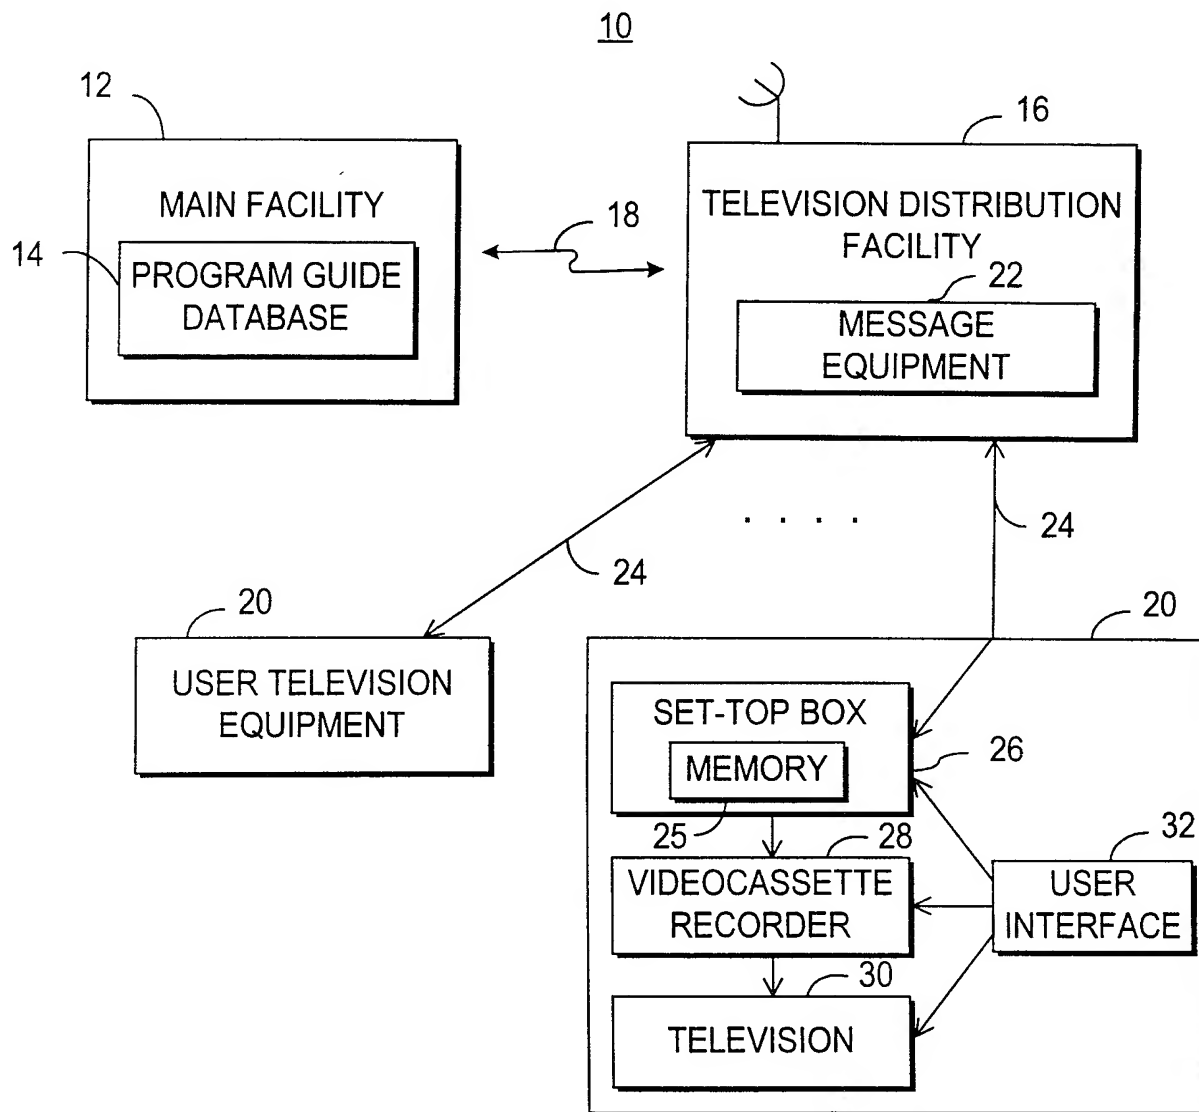 10
12
16
MAIN FACILITY
14
PROGRAM GUIDE
DATABASE
18
TELEVISION DISTRIBUTION
FACILITY
22
MESSAGE
EQUIPMENT
. . . .
24
24
20
USER TELEVISION
EQUIPMENT
20
SET-TOP BOX
MEMORY
26
25
28
32
VIDEOCASSETTE
RECORDER
USER
INTERFACE
30
TELEVISION